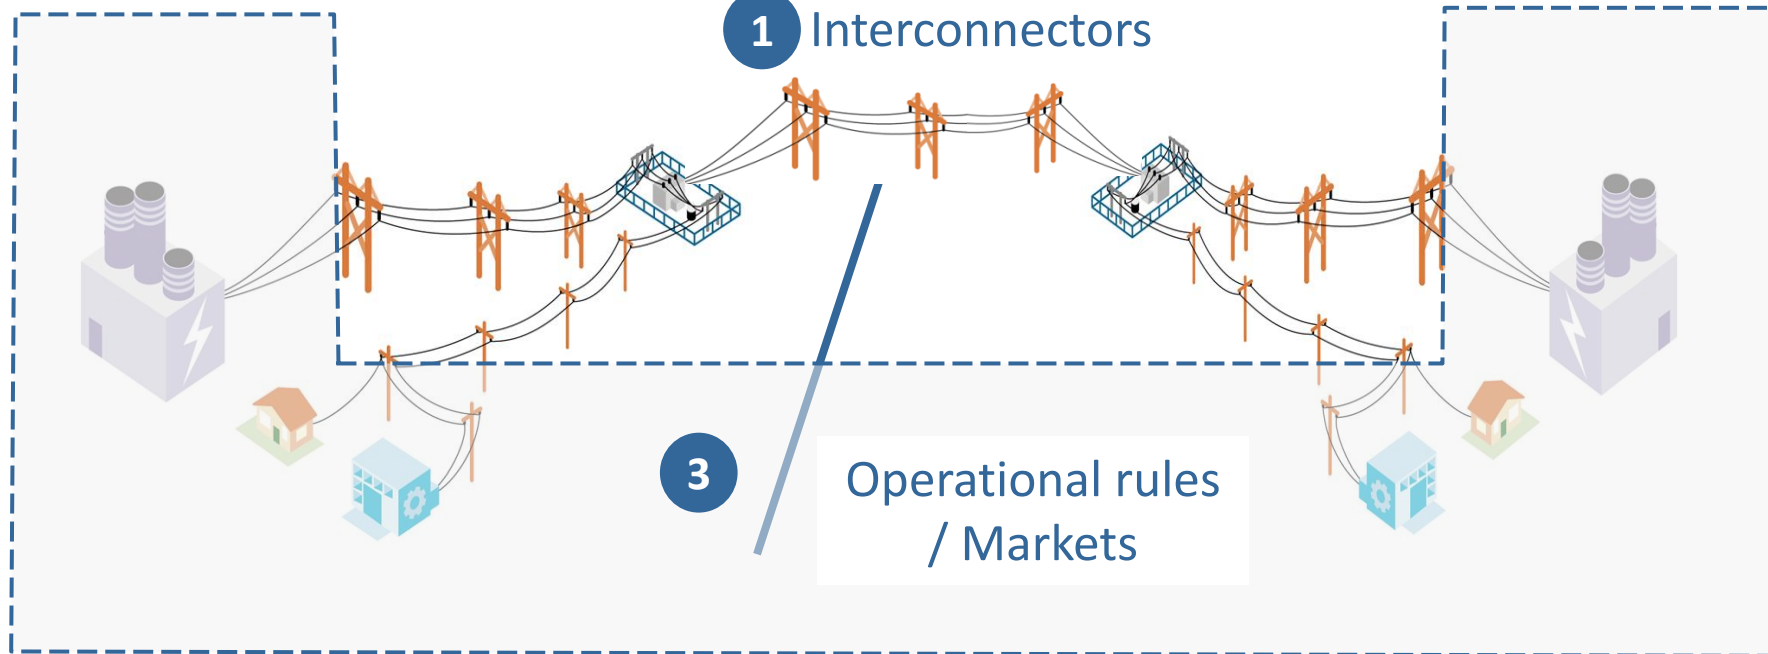 1 Interconnectors
3
Operational rules
/ Markets